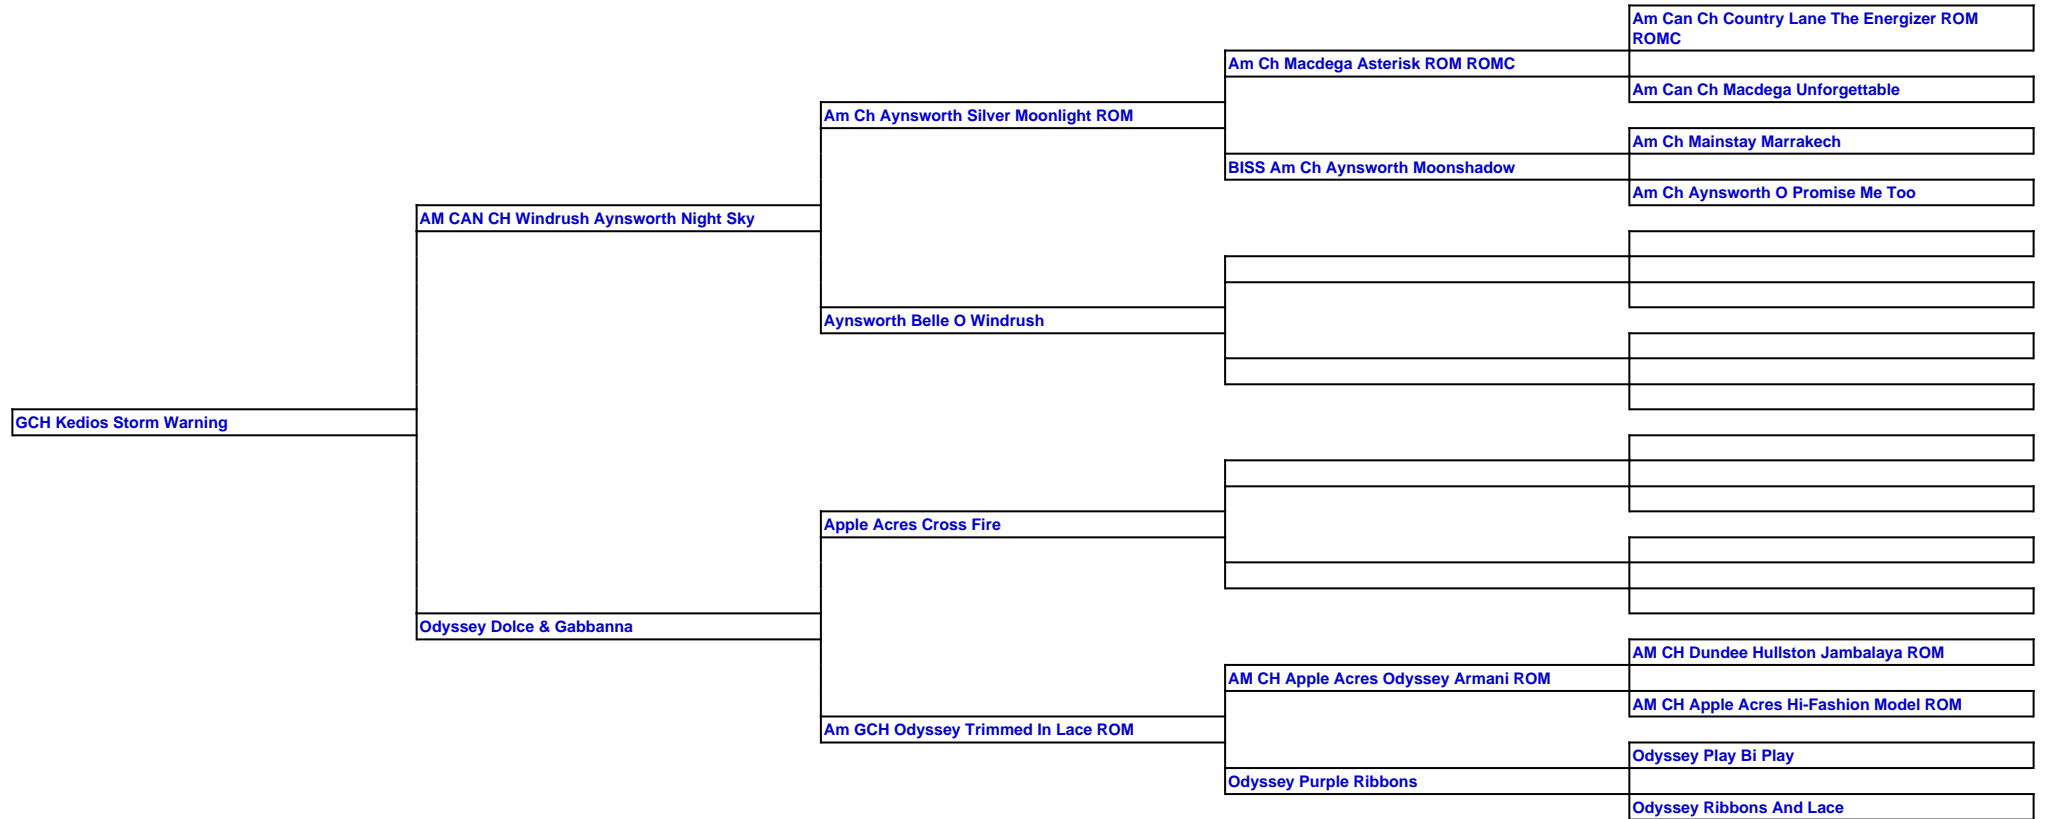 Am Can Ch Country Lane The Energizer ROM
ROMC
Am Ch Macdega Asterisk ROM ROMC
Am Can Ch Macdega Unforgettable
Am Ch Aynsworth Silver Moonlight ROM
Am Ch Mainstay Marrakech
BISS Am Ch Aynsworth Moonshadow
Am Ch Aynsworth O Promise Me Too
AM CAN CH Windrush Aynsworth Night Sky
Aynsworth Belle O Windrush
GCH Kedios Storm Warning
Apple Acres Cross Fire
Odyssey Dolce & Gabbanna
AM CH Dundee Hullston Jambalaya ROM
AM CH Apple Acres Odyssey Armani ROM
AM CH Apple Acres Hi-Fashion Model ROM
Am GCH Odyssey Trimmed In Lace ROM
Odyssey Play Bi Play
Odyssey Purple Ribbons
Odyssey Ribbons And Lace